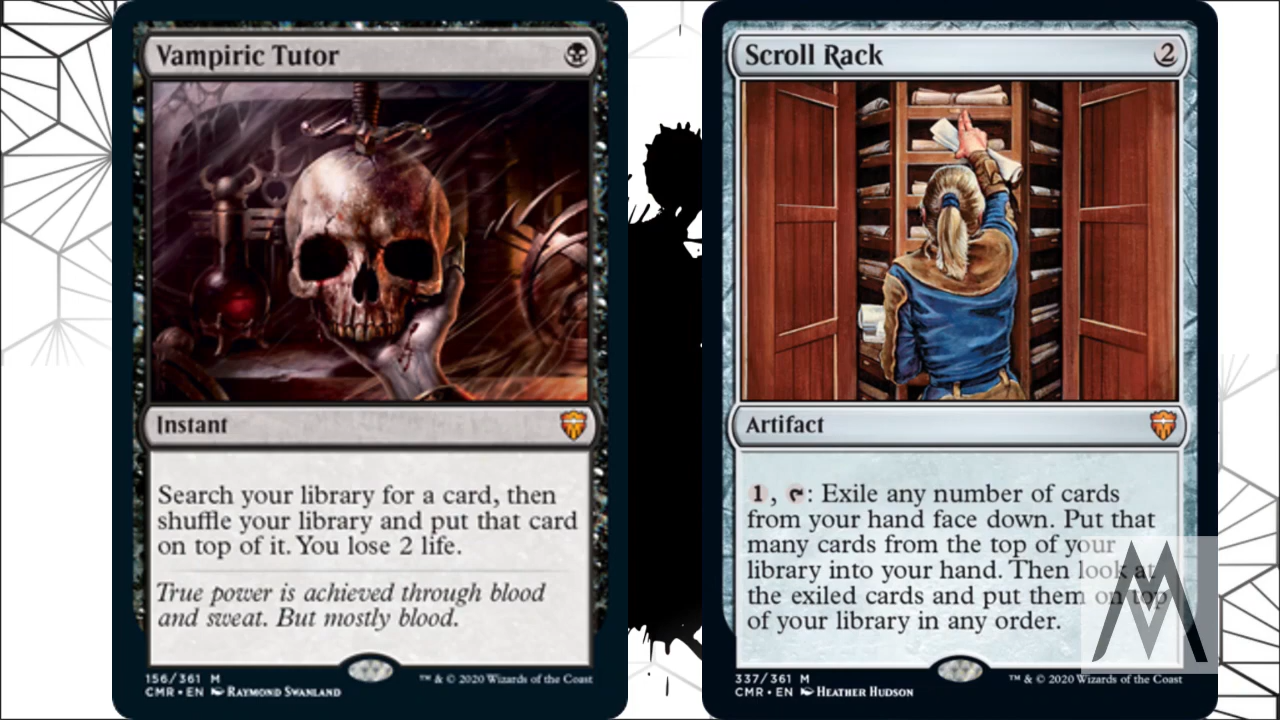 Vampiric Tutor
Instant
Search your library for a card, then
shuffle your library and put that card
on top of it. You lose 2 life.
True power is achieved through blood
and sweat. But mostly blood.
156/361 M
CMR • EN Raymond Swanland
™ & © 2020 Wizards of the Coast
Scroll Rack 2
Artifact
1, : Exile any number of cards
from your hand face down. Put that
many cards from the top of your
library into your hand. Then look at
the exiled cards and put them on top
of your library in any order.
337/361 M
CMR • EN Heather Hudson
™ & © 2020 Wizards of the Coast
M